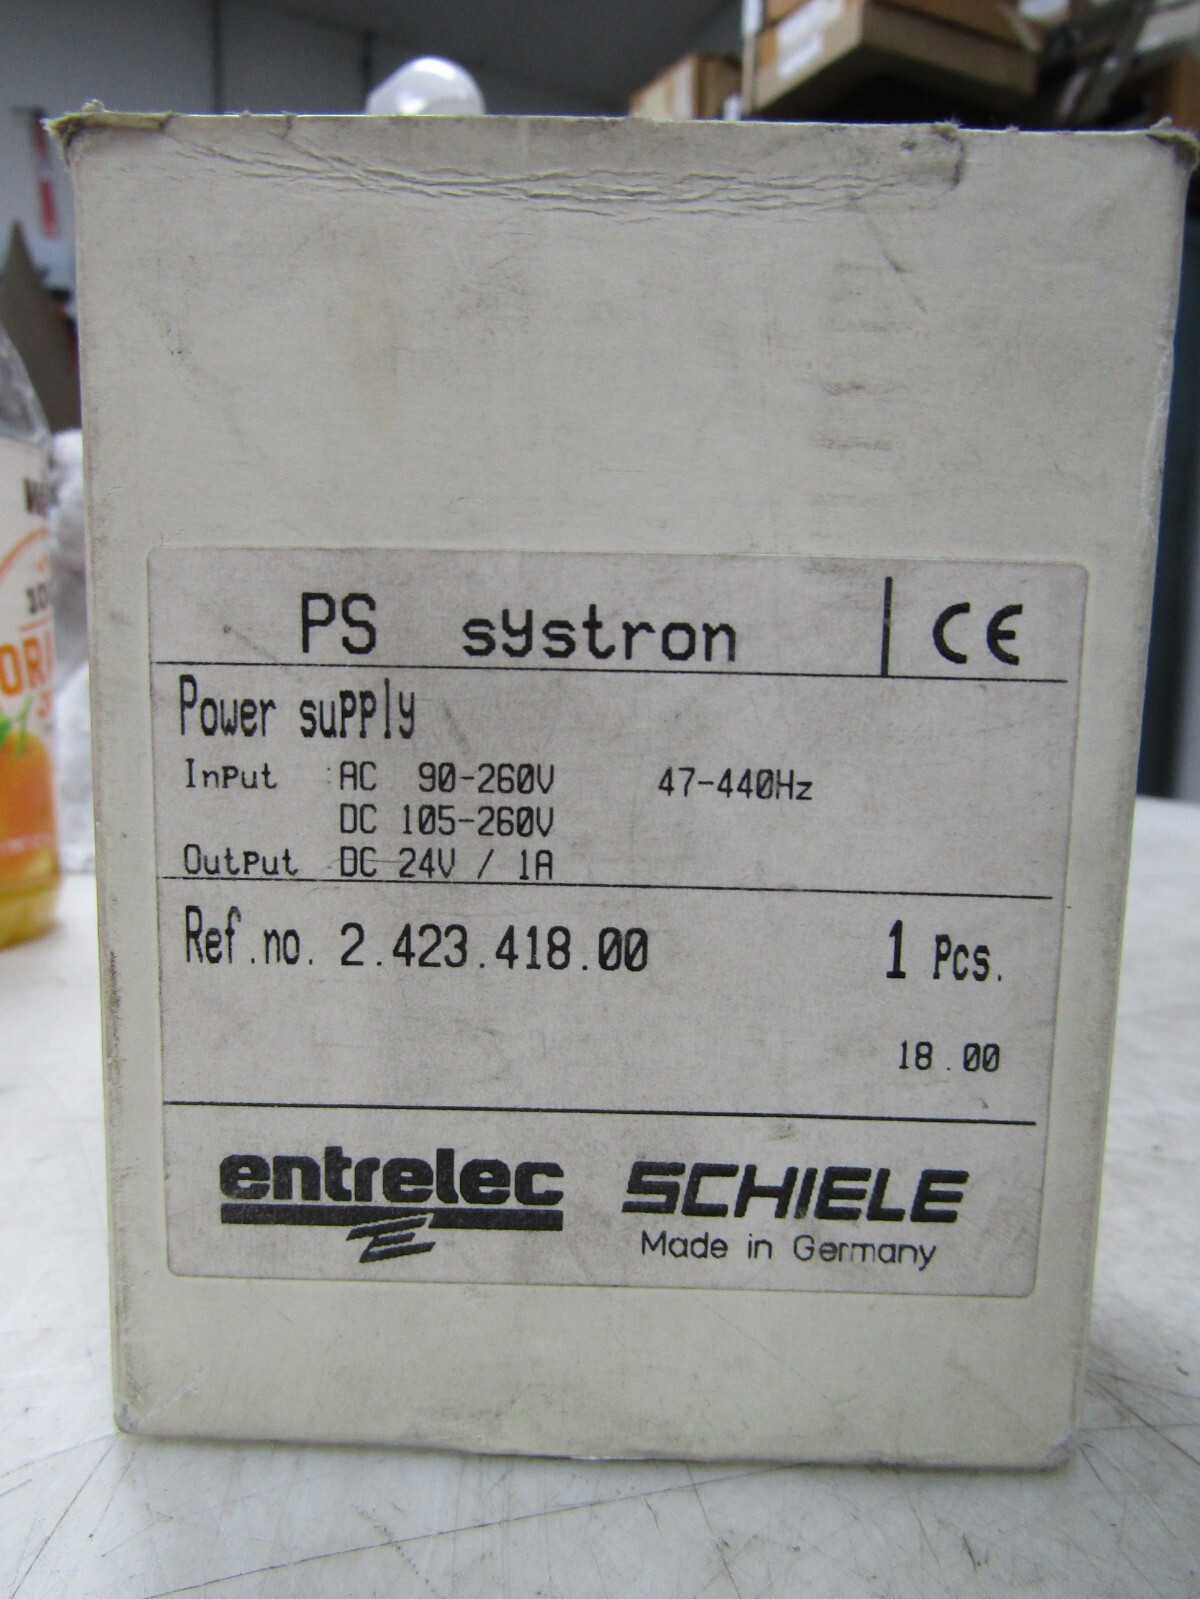 PS systron CE
Power supply
Input : AC 90-260V 47-440Hz
DC 105-260V
Output DC 24V / 1A
Ref.no. 2.423.418.00 1 Pcs.
18.00
entrelec SCHIELE
Made in Germany